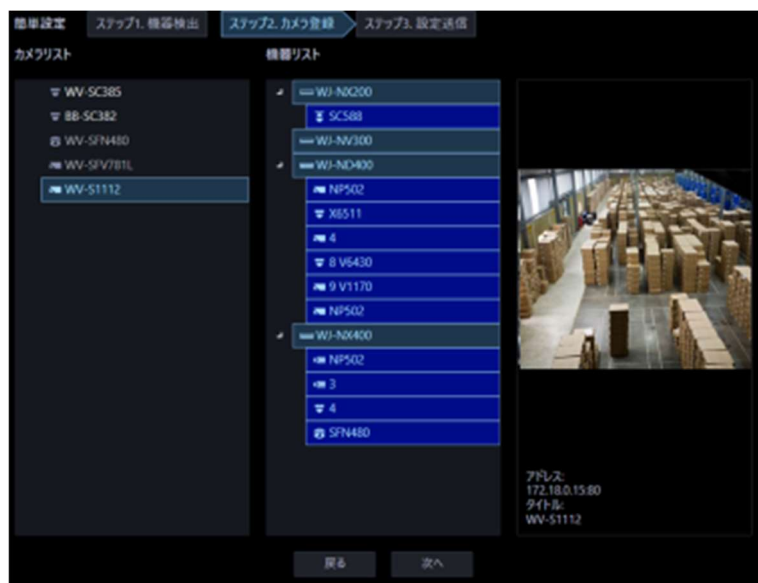 簡単設定 ステップ1. 機器検出 ステップ2. カメラ登録 ステップ3. 設定送信
カメラリスト
WV-SC385
BB-SC382
WV-SFN480
WV-SFV781L
WV-S1112
機器リスト
WJ-NX200
SC588
WJ-NV300
WJ-ND400
NP502
X6511
4
8 V6430
9 V1170
NP502
WJ-NX400
NP502
3
4
SFN480
アドレス:
172.18.0.15:80
タイトル:
WV-S1112
戻る 次へ